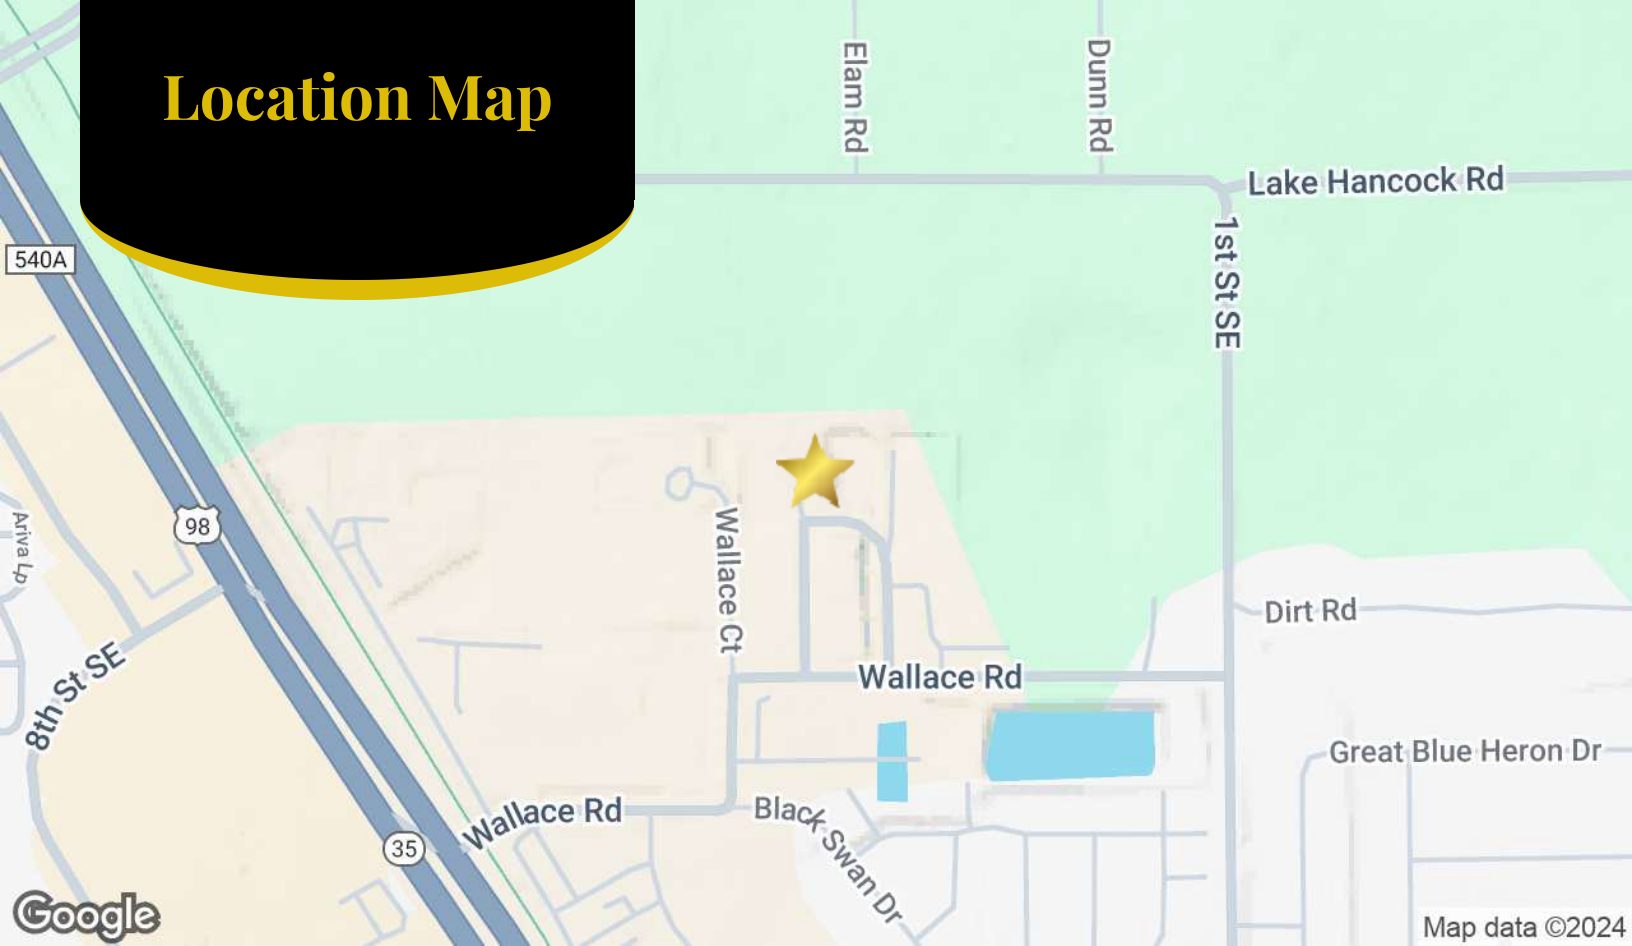 Location Map
Elam Rd
Dunn Rd
Lake Hancock Rd
1st St SE
540A
98
Ariva Lp
Wallace Ct
Dirt Rd
8th St SE
Wallace Rd
Great Blue Heron Dr
Wallace Rd
Black Swan Dr
35
Google
Map data ©2024